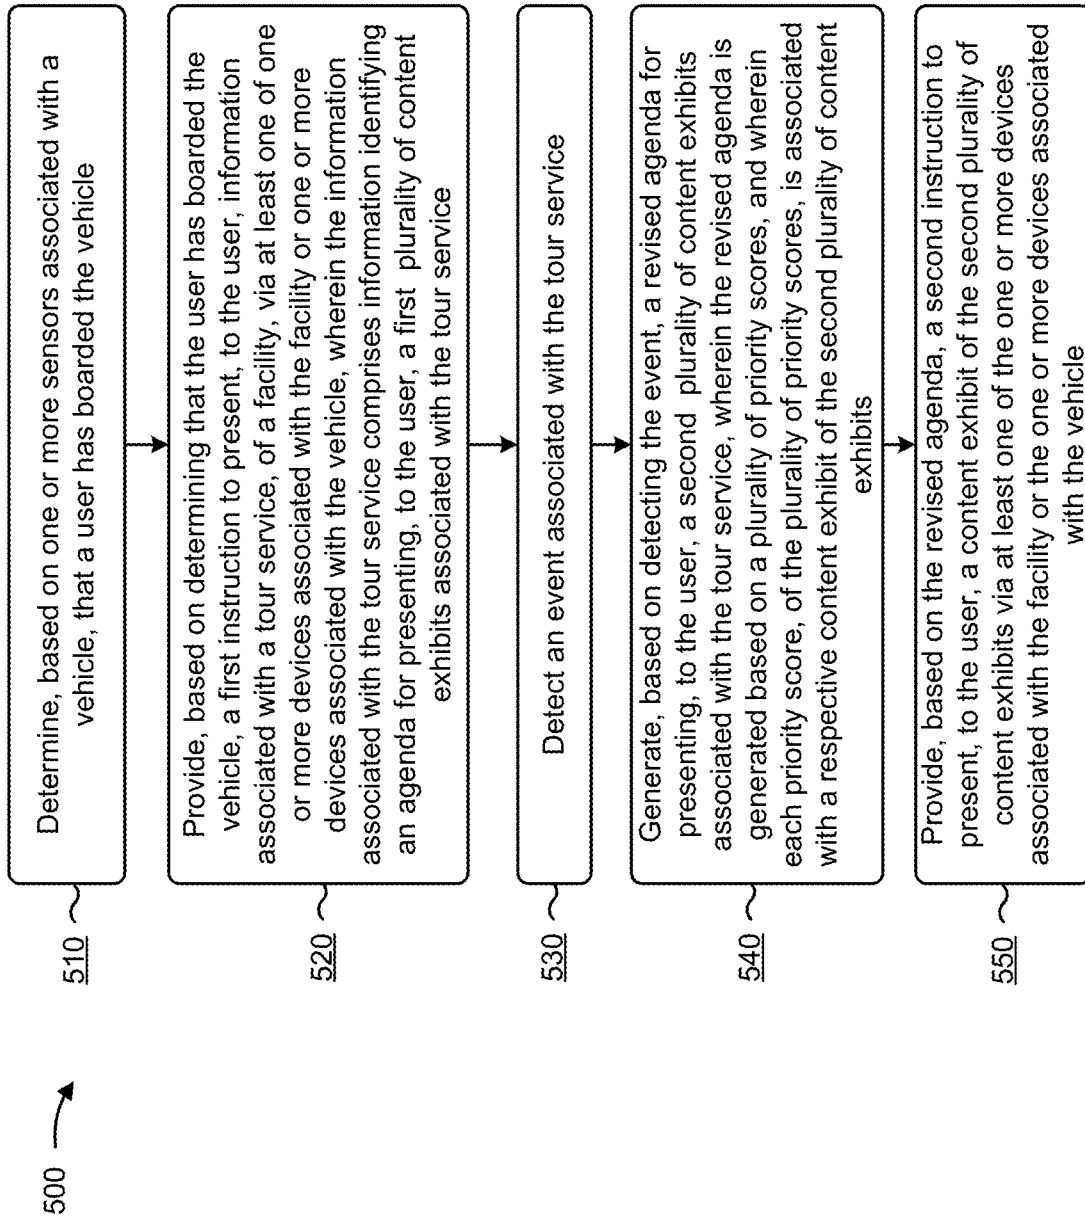 500
510
Determine, based on one or more sensors associated with a
vehicle, that a user has boarded the vehicle
520
Provide, based on determining that the user has boarded the
vehicle, a first instruction to present, to the user, information
associated with a tour service, of a facility, via at least one of one
or more devices associated with the facility or one or more
devices associated with the vehicle, wherein the information
associated with the tour service comprises information identifying
an agenda for presenting, to the user, a first plurality of content
exhibits associated with the tour service
530
Detect an event associated with the tour service
540
Generate, based on detecting the event, a revised agenda for
presenting, to the user, a second plurality of content exhibits
associated with the tour service, wherein the revised agenda is
generated based on a plurality of priority scores, and wherein
each priority score, of the plurality of priority scores, is associated
with a respective content exhibit of the second plurality of content
exhibits
550
Provide, based on the revised agenda, a second instruction to
present, to the user, a content exhibit of the second plurality of
content exhibits via at least one of the one or more devices
associated with the facility or the one or more devices associated
with the vehicle